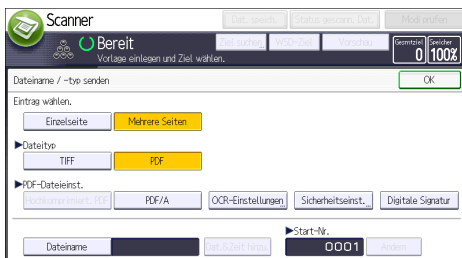 Scanner
Dat. speich. Status gescann. Dat. Modi prüfen
Bereit
Ziel suchen WSD-Ziel Vorschau Gesmtziel Speicher
Vorlage einlegen und Ziel wählen. 0 100%
Dateiname / -typ senden OK
Eintrag wählen.
Einzelseite Mehrere Seiten
►Dateityp
TIFF PDF
►PDF-Dateieinst.
Hochkomprimiert. PDF PDF/A OCR-Einstellungen Sicherheitseinst. Digitale Signatur
►Start-Nr.
Dateiname Dat.&Zeit hinzu. 0001 Ändern